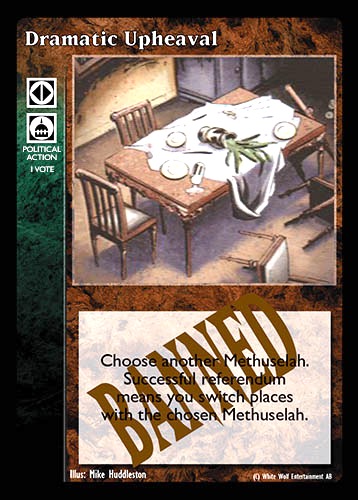 Dramatic Upheaval
POLITICAL
ACTION
1 VOTE
BANNED
Choose another Methuselah.
Successful referendum
means you switch places
with the chosen Methuselah.
Illus: Mike Huddleston
(C) White Wolf Entertainment AB